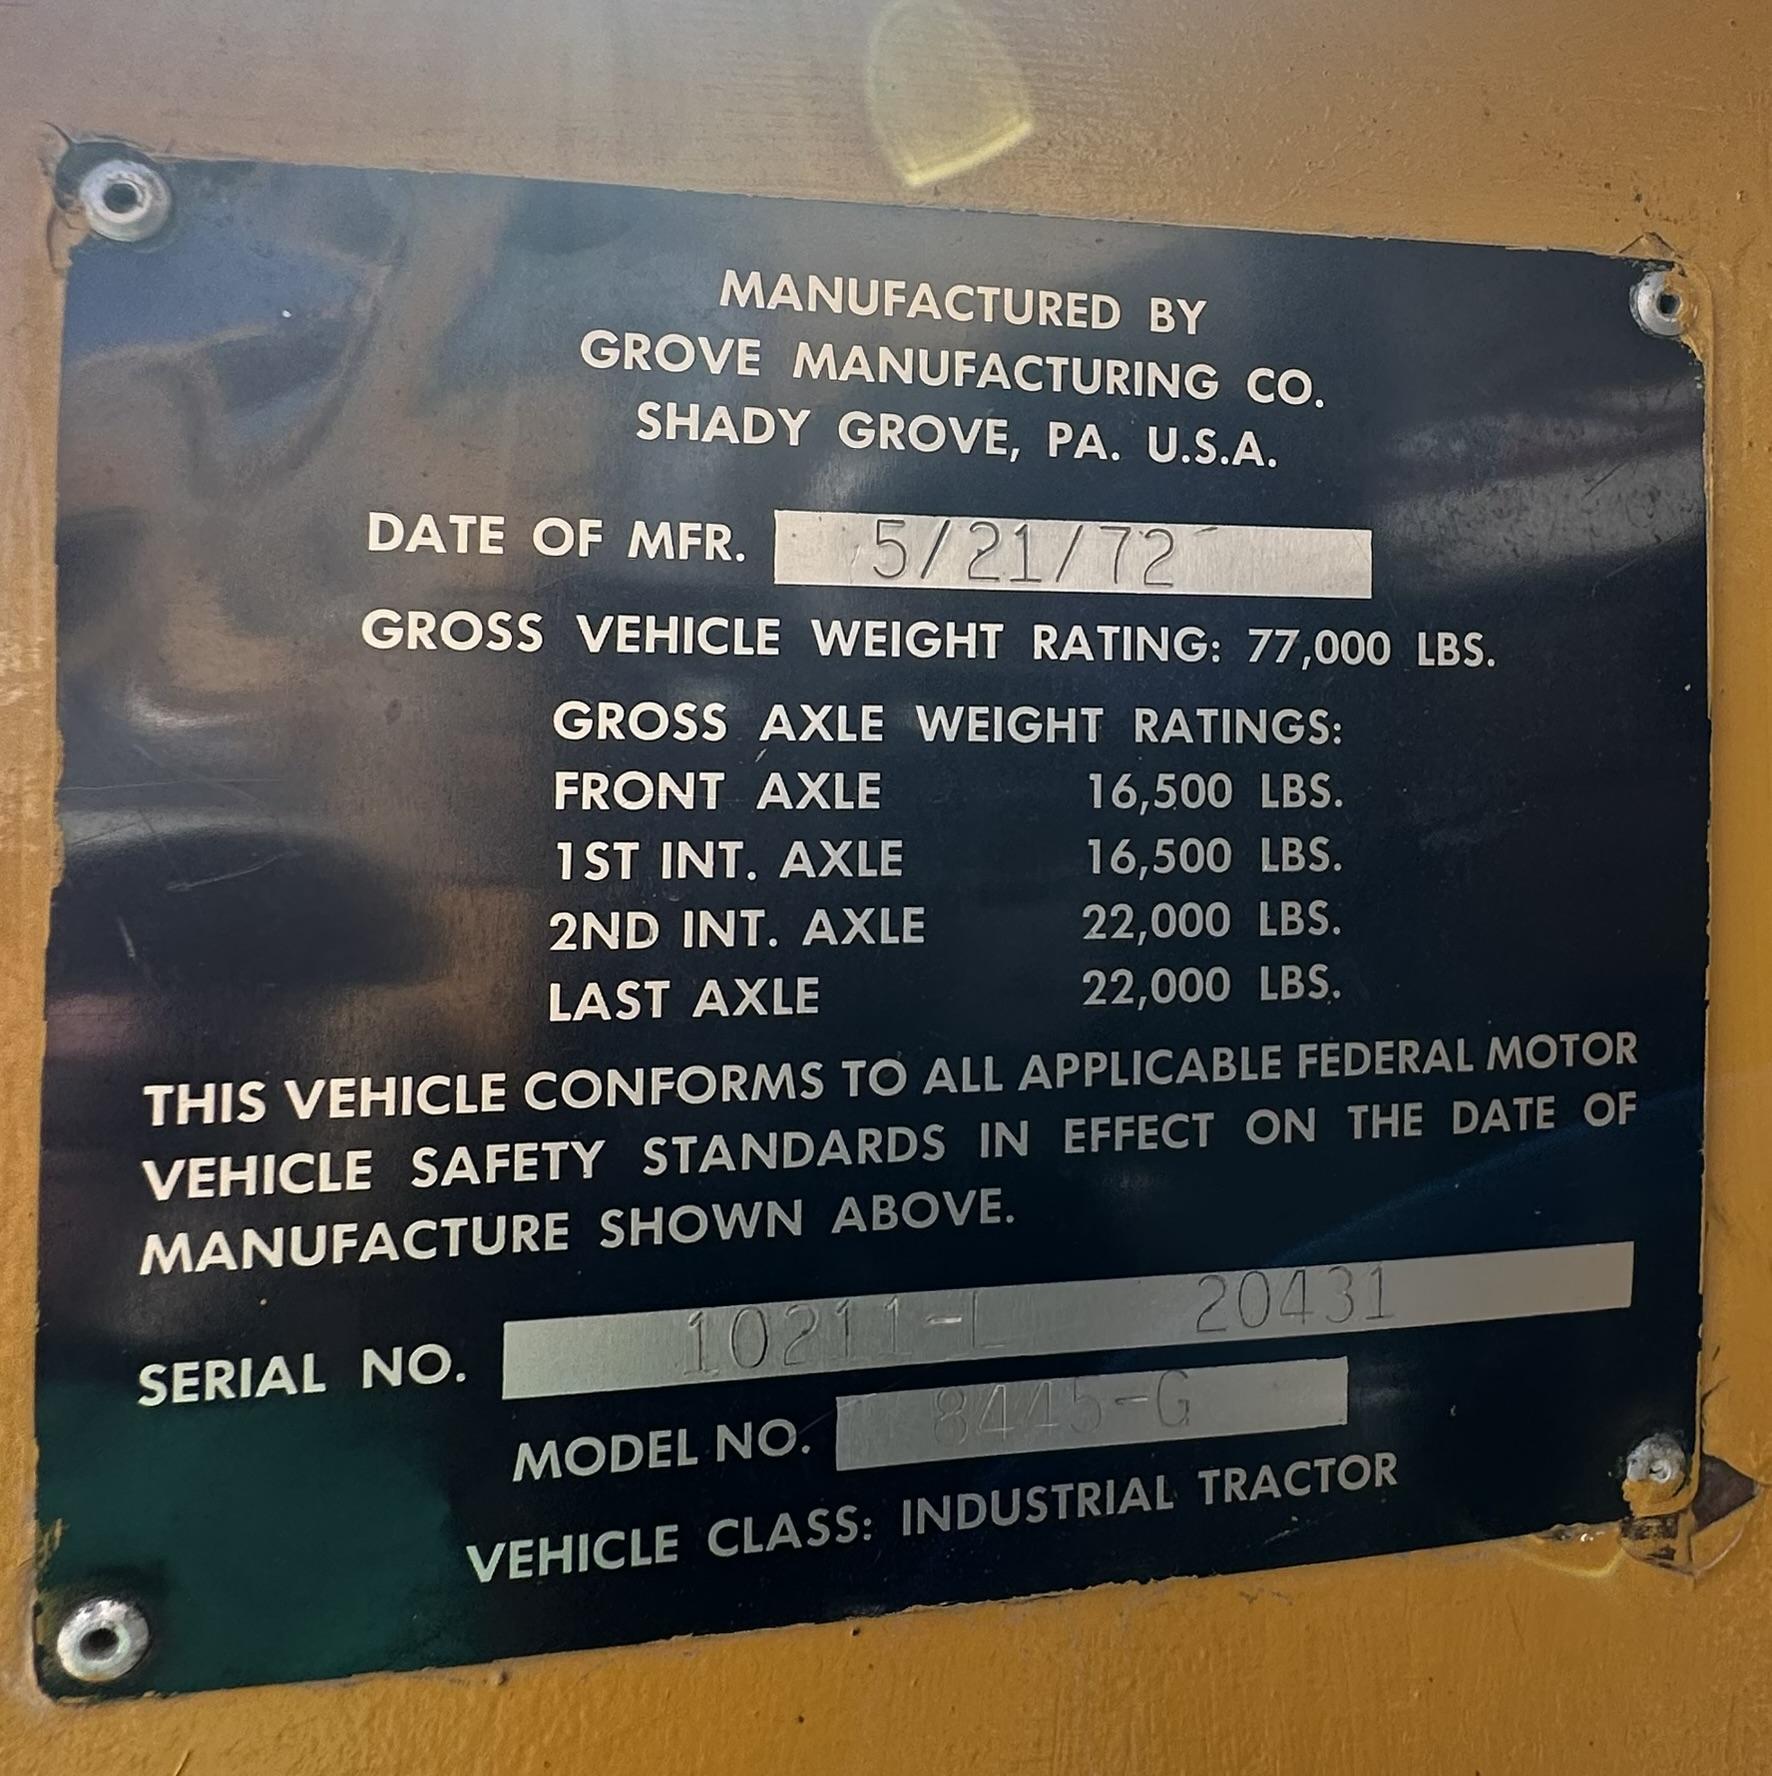 MANUFACTURED BY
GROVE MANUFACTURING CO.
SHADY GROVE, PA. U.S.A.
DATE OF MFR. 5/21/72
GROSS VEHICLE WEIGHT RATING: 77,000 LBS.
GROSS AXLE WEIGHT RATINGS:
FRONT AXLE 16,500 LBS.
1ST INT. AXLE 16,500 LBS.
2ND INT. AXLE 22,000 LBS.
LAST AXLE 22,000 LBS.
THIS VEHICLE CONFORMS TO ALL APPLICABLE FEDERAL MOTOR
VEHICLE SAFETY STANDARDS IN EFFECT ON THE DATE OF
MANUFACTURE SHOWN ABOVE.
SERIAL NO. 10211-L 20431
MODEL NO. 8445-G
VEHICLE CLASS: INDUSTRIAL TRACTOR